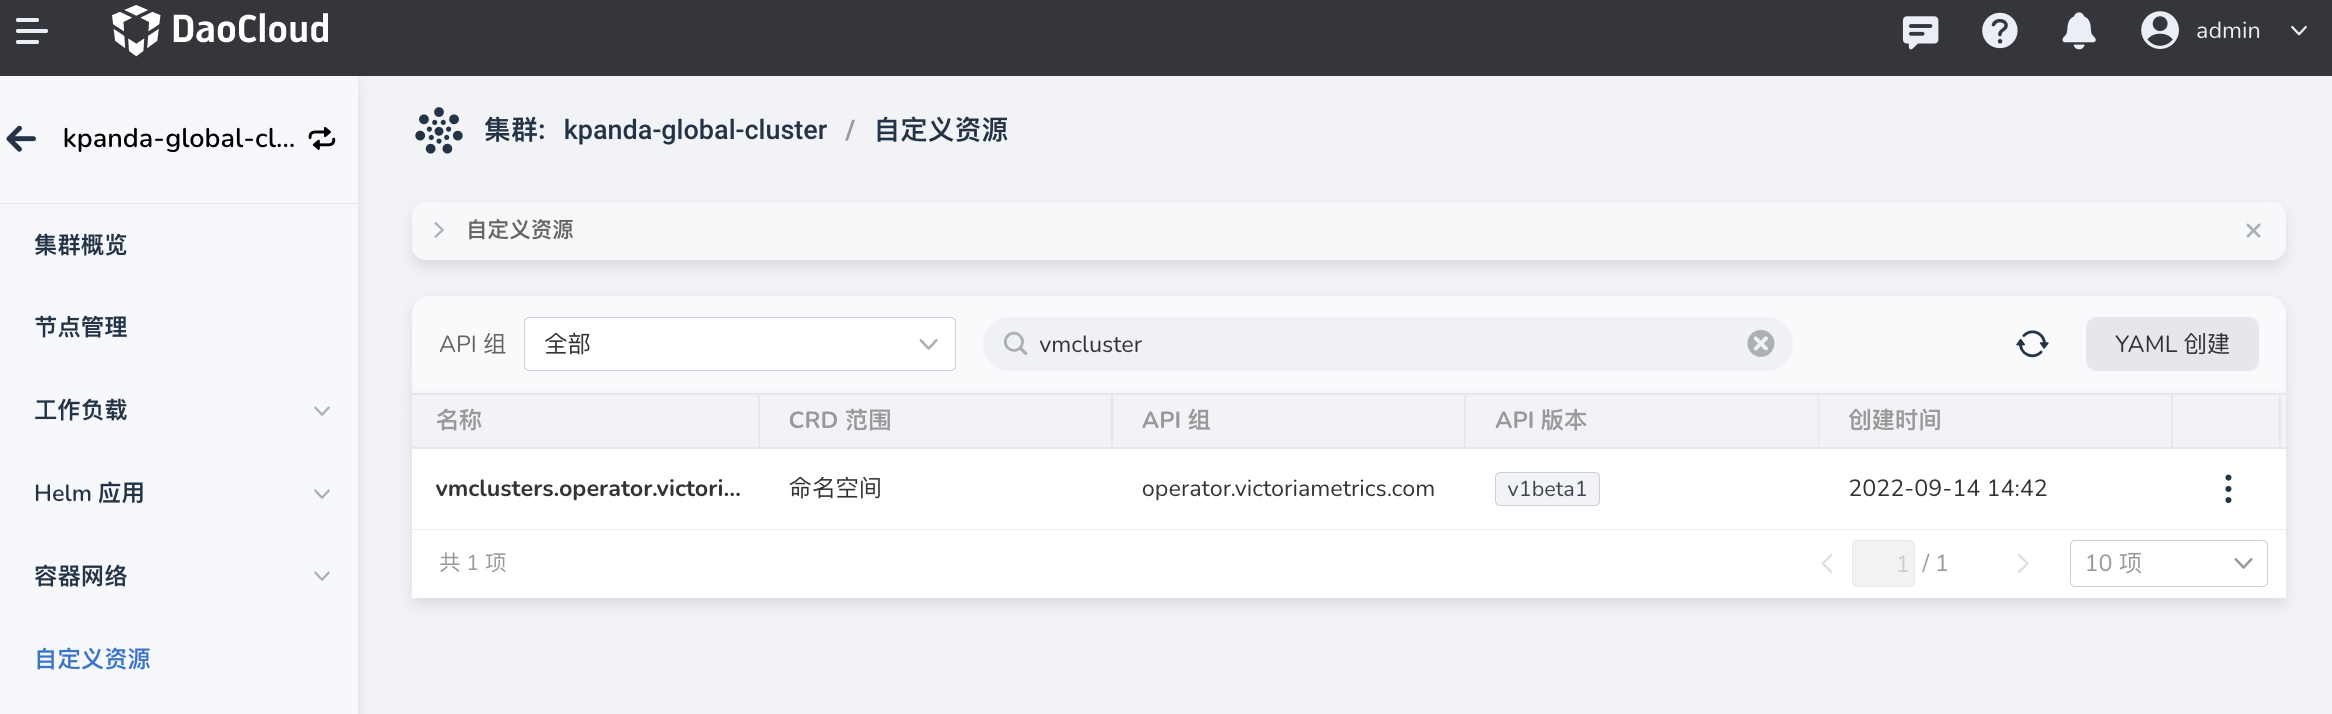 DaoCloud
admin
kpanda-global-cl...
集群: kpanda-global-cluster / 自定义资源
集群概览
节点管理
工作负载
Helm 应用
容器网络
自定义资源
自定义资源
API 组 全部 vmcluster YAML 创建
名称 CRD 范围 API 组 API 版本 创建时间
vmclusters.operator.victori... 命名空间 operator.victoriametrics.com v1beta1 2022-09-14 14:42
共 1 项 1 / 1 10 项